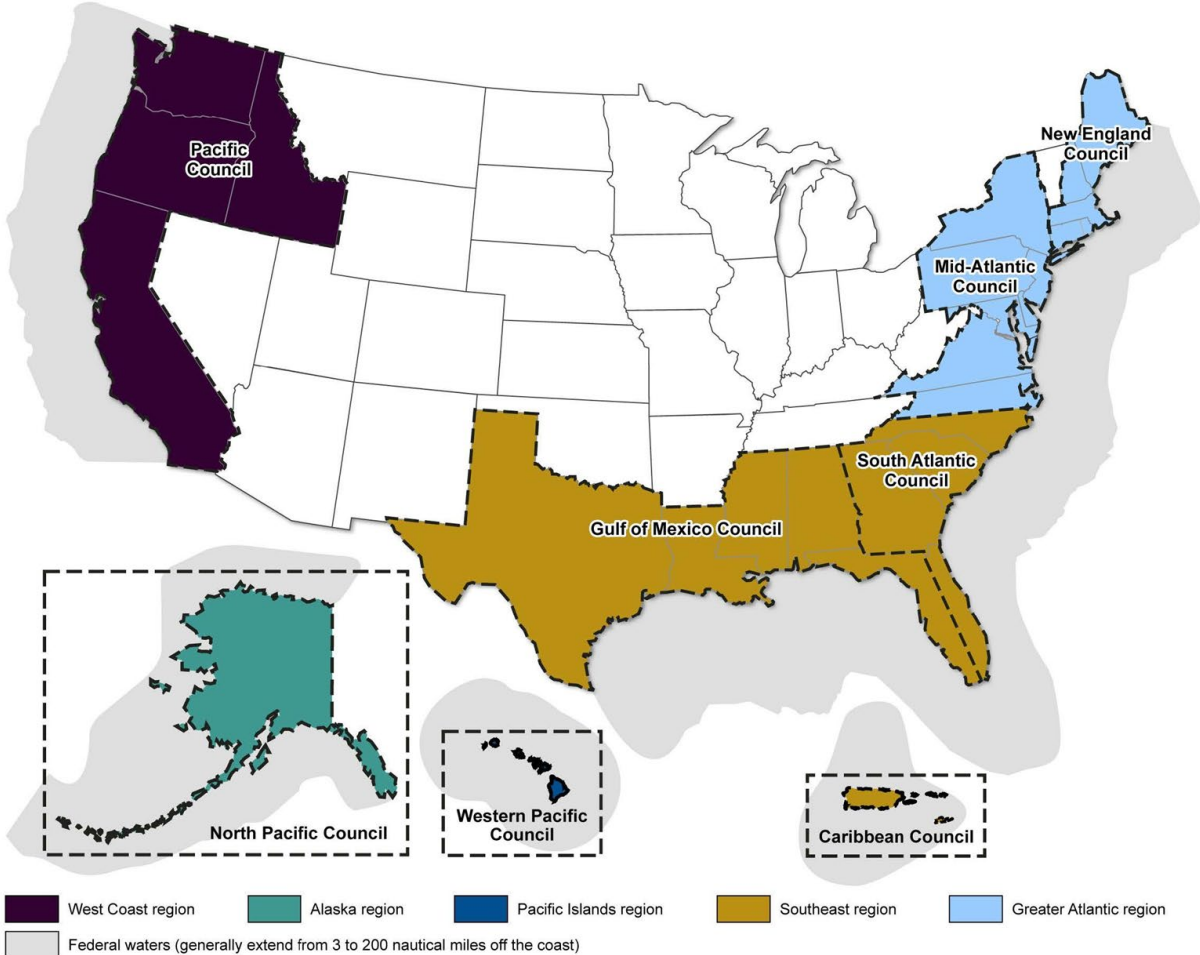 New England
Council
Pacific
Council
Mid-Atlantic
Council
South Atlantic
Council
Gulf of Mexico Council
North Pacific Council
Western Pacific
Council
Caribbean Council
West Coast region
Alaska region
Pacific Islands region
Southeast region
Greater Atlantic region
Federal waters (generally extend from 3 to 200 nautical miles off the coast)